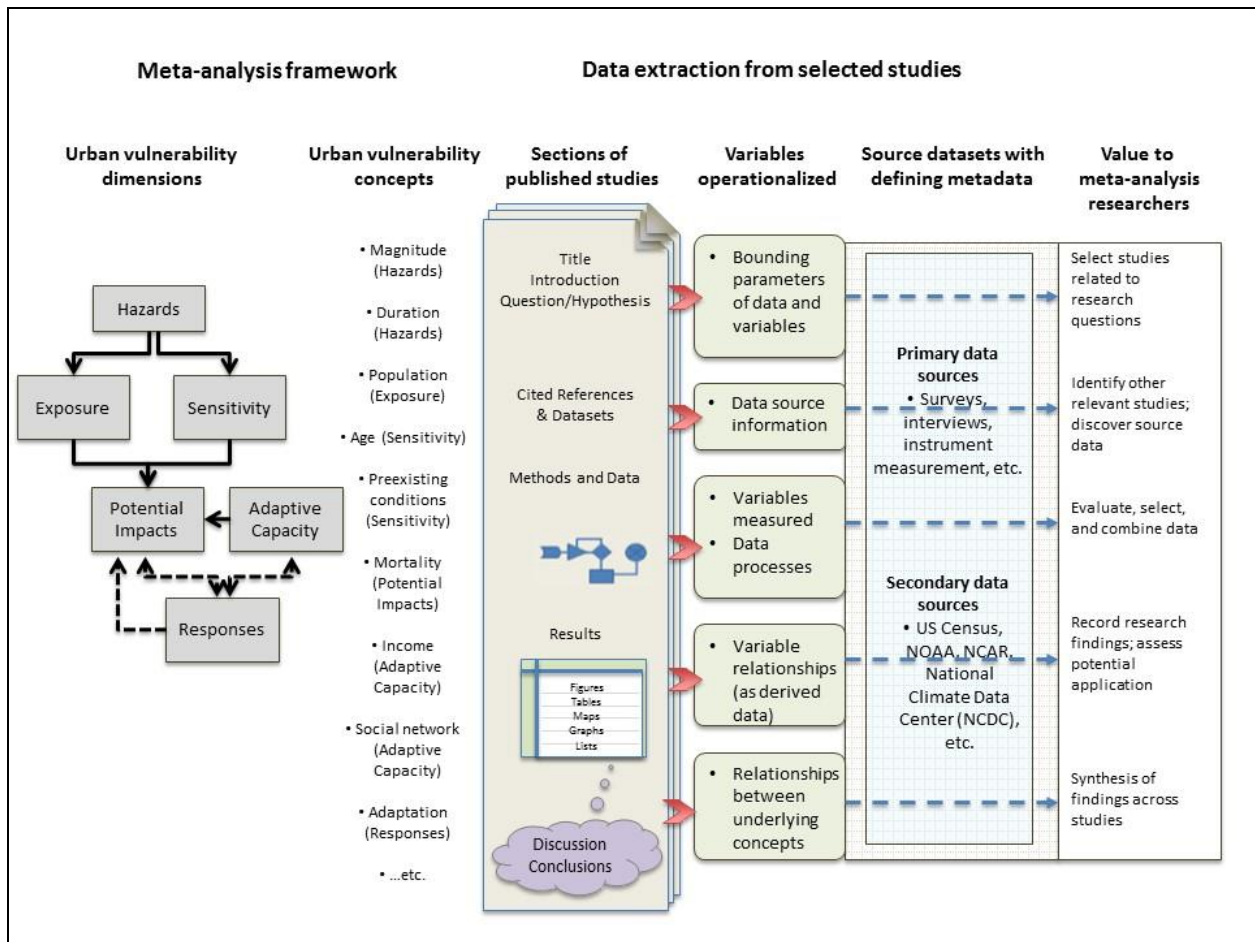 Meta-analysis framework
Data extraction from selected studies
Urban vulnerability
dimensions
Urban vulnerability
concepts
Sections of
published studies
Variables
operationalized
Source datasets with
defining metadata
Value to
meta-analysis
researchers
Hazards
Exposure
Sensitivity
Potential
Impacts
Adaptive
Capacity
Responses
• Magnitude
(Hazards)
• Duration
(Hazards)
• Population
(Exposure)
• Age (Sensitivity)
• Preexisting
conditions
(Sensitivity)
• Mortality
(Potential
Impacts)
• Income
(Adaptive
Capacity)
• Social network
(Adaptive
Capacity)
• Adaptation
(Responses)
• ...etc.
Title
Introduction
Question/Hypothesis
Cited References
& Datasets
Methods and Data
Results
Figures
Tables
Maps
Graphs
Lists
Discussion
Conclusions
• Bounding
parameters
of data and
variables
• Data source
information
• Variables
measured
• Data
processes
• Variable
relationships
(as derived
data)
• Relationships
between
underlying
concepts
Primary data
sources
• Surveys,
interviews,
instrument
measurement, etc.
Secondary data
sources
• US Census,
NOAA, NCAR,
National
Climate Data
Center (NCDC),
etc.
Select studies
related to
research
questions
Identify other
relevant studies;
discover source
data
Evaluate, select,
and combine data
Record research
findings; assess
potential
application
Synthesis of
findings across
studies